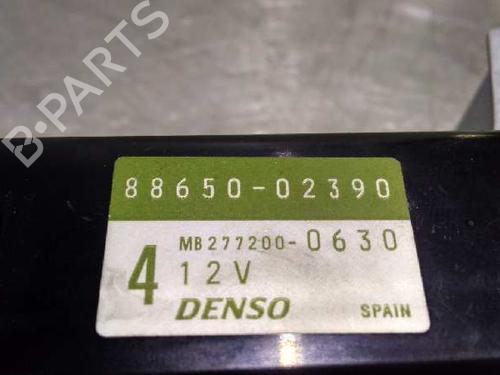 B-PARTS
88650-02390
MB277200-0630
4 12V
DENSO SPAIN